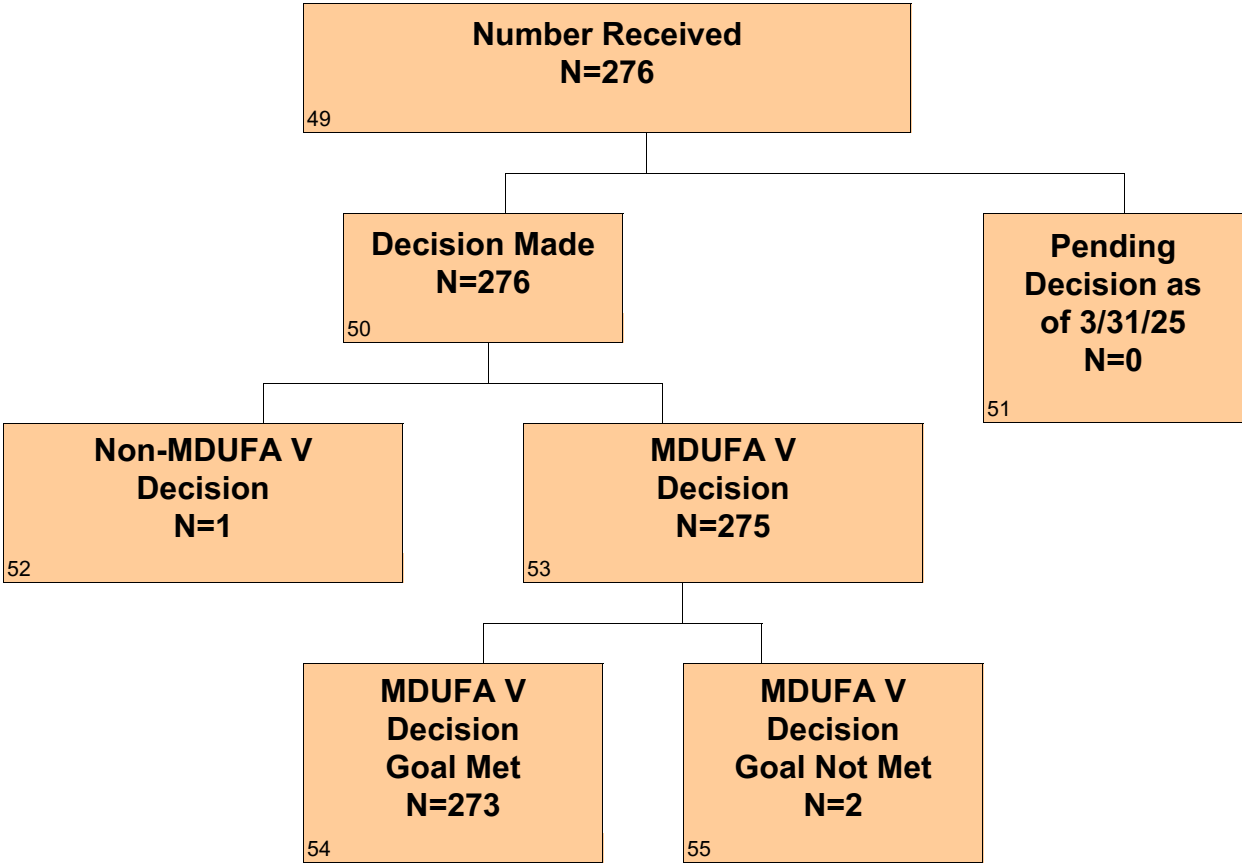 Number Received
N=276
49
Decision Made
N=276
50
Pending
Decision as
of 3/31/25
N=0
51
Non-MDUFA V
Decision
N=1
52
MDUFA V
Decision
N=275
53
MDUFA V
Decision
Goal Met
N=273
54
MDUFA V
Decision
Goal Not Met
N=2
55